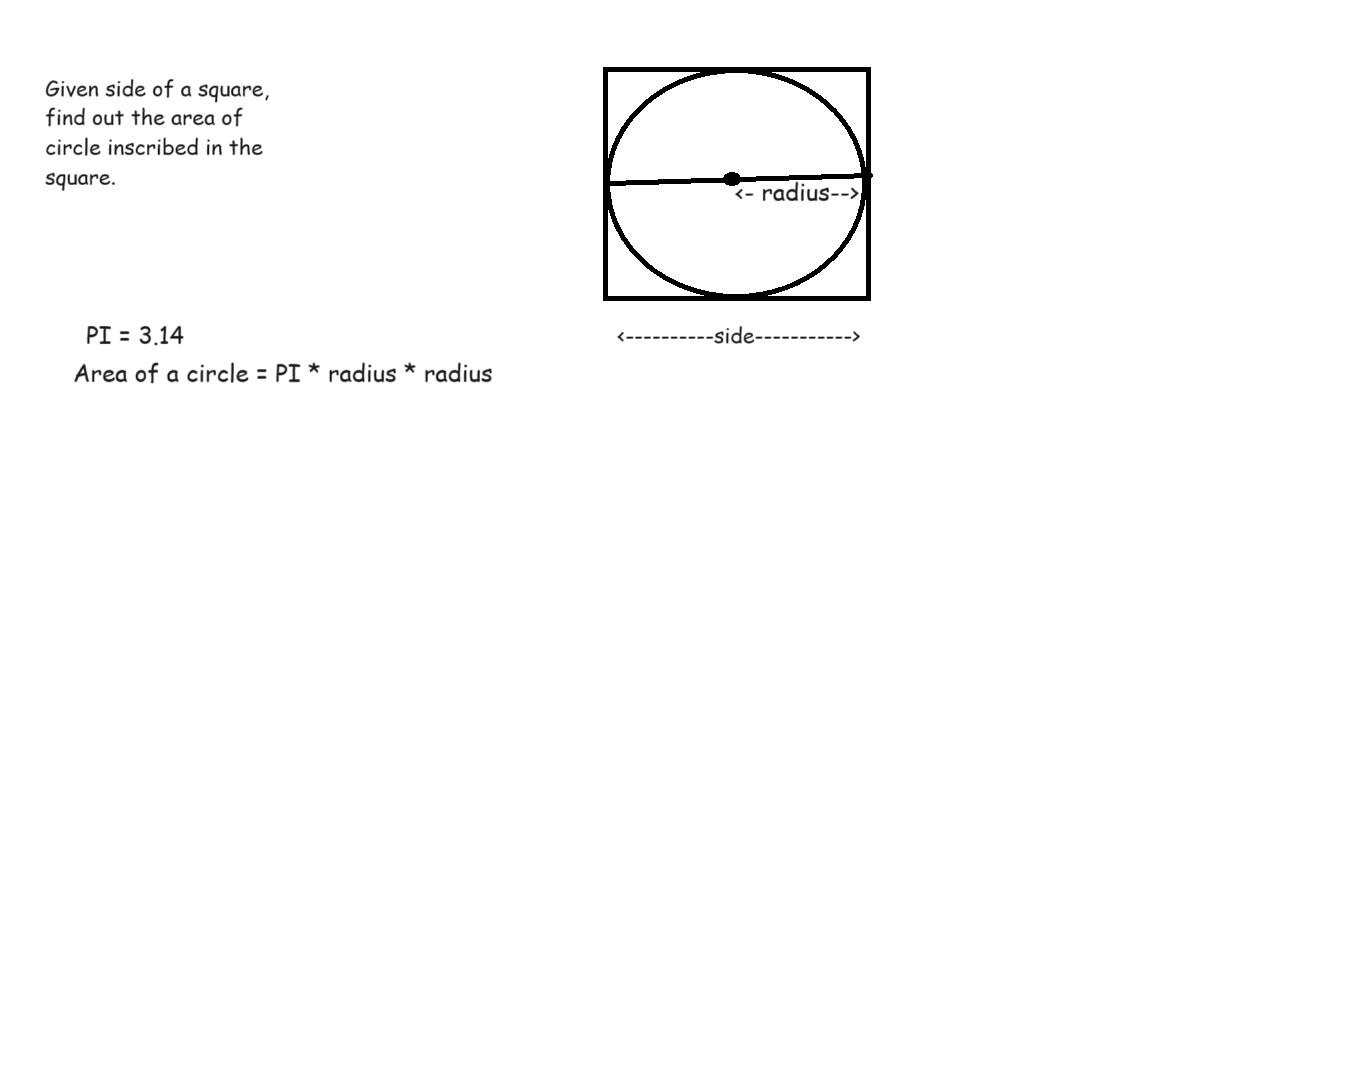 Given side of a square,
find out the area of
circle inscribed in the
square.
<- radius-->
<----------side----------->
PI = 3.14
Area of a circle = PI * radius * radius